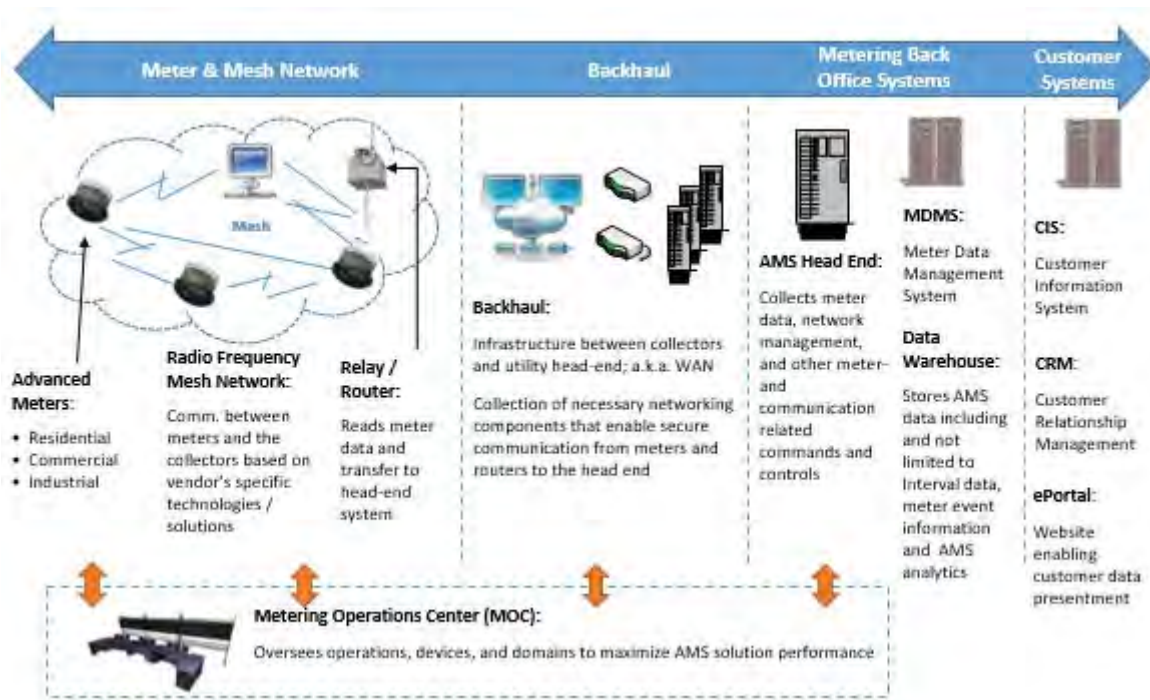 Meter & Mesh Network
Backhaul
Metering Back
Office Systems
Customer
Systems
Mesh
Advanced
Meters:
• Residential
• Commercial
• Industrial
Radio Frequency
Mesh Network:
Comm. between
meters and the
collectors based on
vendor's specific
technologies /
solutions
Relay /
Router:
Reads meter
data and
transfer to
head-end
system
Backhaul:
Infrastructure between collectors
and utility head-end; a.k.a. WAN
Collection of necessary networking
components that enable secure
communication from meters and
routers to the head end
AMS Head End:
Collects meter
data, network
management,
and other meter-
and
communication
related
commands and
controls
MDMS:
Meter Data
Management
System
Data
Warehouse:
Stores AMS
data including
and not
limited to
Interval data,
meter event
information
and AMS
analytics
CIS:
Customer
Information
System
CRM:
Customer
Relationship
Management
ePortal:
Website
enabling
customer data
presentment
Metering Operations Center (MOC):
Oversees operations, devices, and domains to maximize AMS solution performance